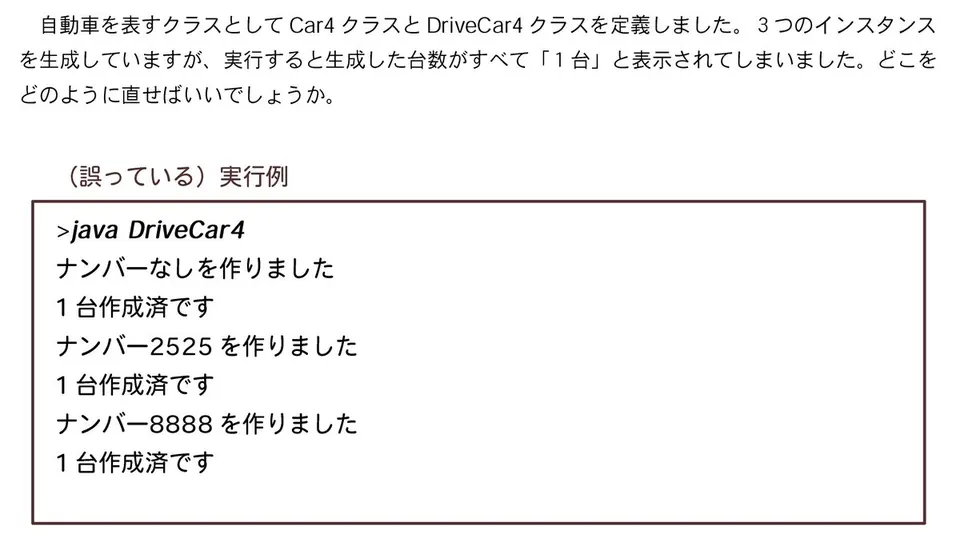 自動車を表すクラスとして Car4 クラスと DriveCar4 クラスを定義しました。 3 つのインスタンス
を生成していますが、実行すると生成した台数がすべて「1 台」と表示されてしまいました。どこを
どのように直せばいいでしょうか。
（誤っている）実行例
>java DriveCar4
ナンバーなしを作りました
1 台作成済です
ナンバー2525 を作りました
1 台作成済です
ナンバー8888 を作りました
1 台作成済です